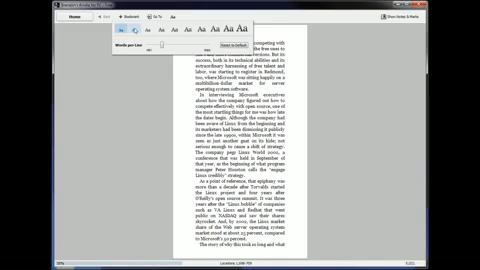 Brandon's Kindle for PC
Home Back Bookmark Go To Aa Show Notes & Marks
Aa Aa Aa Aa Aa Aa Aa Aa Aa Aa
Words per Line Reset to Default
competing with
the free ones to
versions. But its
success, both in its technical abilities and its
extraordinary harnessing of free talent and
labor, was starting to register in Redmond,
too, where Microsoft was sitting happily on a
multibillion-dollar market for server
operating system software.
In interviewing Microsoft executives
about how the company figured out how to
compete effectively with open source, one of
the most startling things for me was how late
the dates begin. Although the company had
been aware of Linux from the beginning and
its marketers had been dismissing it publicly
since the late 1990s, within Microsoft it was
seen as just another goat on its hide; not
serious enough to cause a shift of strategy.
The company pegs Linux World 2002, a
conference that was held in September of
that year, as the beginning of what program
manager Peter Houston calls the "engage
Linux credibly" strategy.
As a point of reference, that epiphany was
more than a decade after Torvalds started
the Linux project and four years after
O'Reilly's open source summit. It was three
years after the "Linux bubble" of companies
such as VA Linux and Redhat that went
public on NASDAQ and saw their shares
skyrocket. And, by 2002, the Linux market
share of the Web server operating system
market stood at about 25 percent, compared
to Microsoft's 50 percent.
The story of why this took so long and what